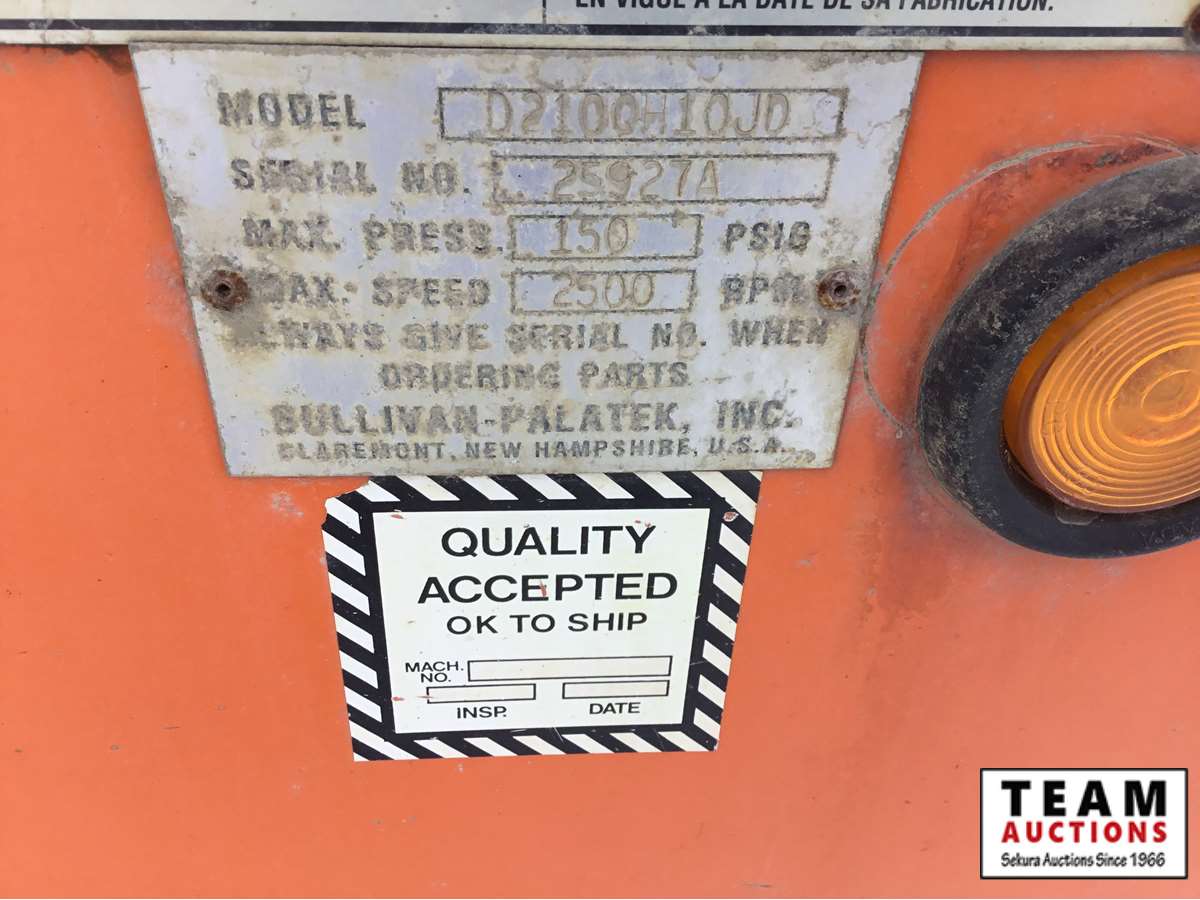 EN VIGUE A LA DATE DE SA FABRICATION.
MODEL D210QH10JD
SERIAL NO. 25927A
MAX. PRESS. 150 PSIG
MAX. SPEED 2500 RPM
ALWAYS GIVE SERIAL NO. WHEN
ORDERING PARTS
SULLIVAN-PALATEK, INC.
CLAREMONT, NEW HAMPSHIRE, U.S.A.
QUALITY
ACCEPTED
OK TO SHIP
MACH.
NO.
INSP. DATE
TEAM
AUCTIONS
Sekura Auctions Since 1966